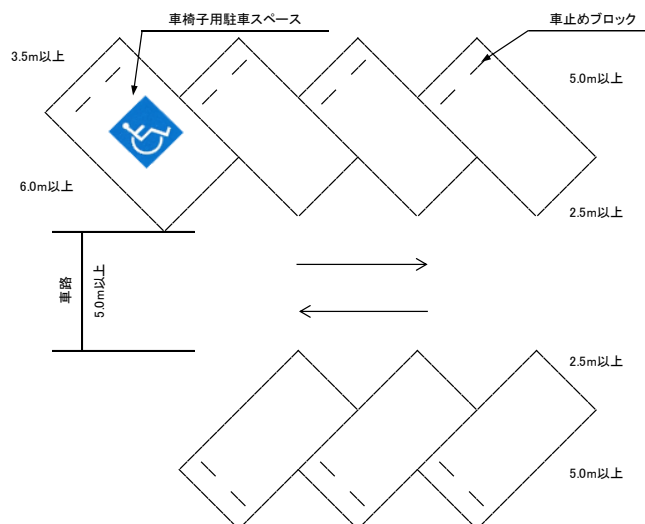 車椅子用駐車スペース
車止めブロック
3.5m以上
5.0m以上
6.0m以上
2.5m以上
車路
5.0m以上
2.5m以上
5.0m以上